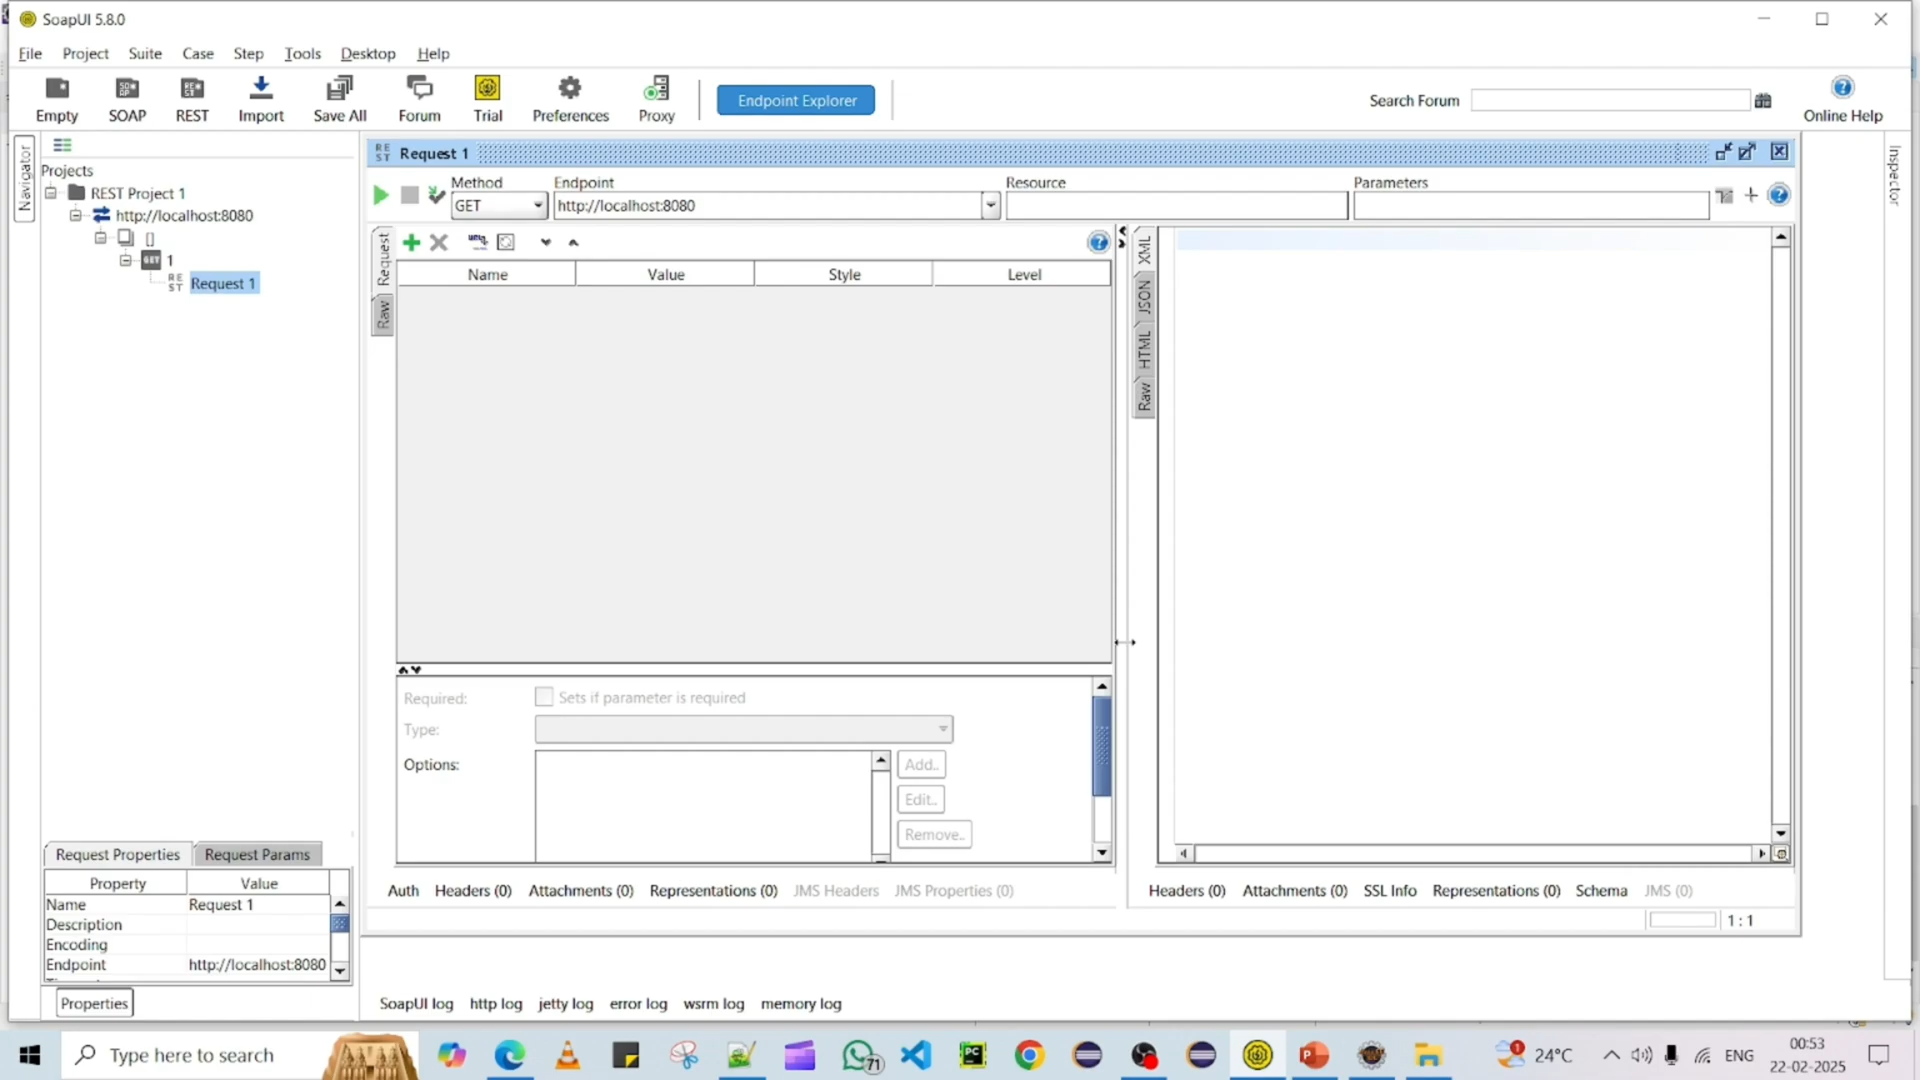 SoapUI 5.8.0
File Project Suite Case Step Tools Desktop Help
Empty SOAP REST Import Save All Forum Trial Preferences Proxy Endpoint Explorer Search Forum Online Help
Navigator
Projects
REST Project 1
http://localhost:8080
[]
GET 1
REST Request 1
REST Request 1
Method Endpoint Resource Parameters
GET http://localhost:8080
Request
Raw
Name Value Style Level
Required: Sets if parameter is required
Type:
Options:
Add..
Edit..
Remove..
Auth Headers (0) Attachments (0) Representations (0) JMS Headers JMS Properties (0)
XML
JSON
HTML
Raw
Headers (0) Attachments (0) SSL Info Representations (0) Schema JMS (0)
1 : 1
Inspector
Request Properties Request Params
Property Value
Name Request 1
Description
Encoding
Endpoint http://localhost:8080
Properties
SoapUI log http log jetty log error log wsrm log memory log
Type here to search
71
PC
1
24°C
ENG
00:53
22-02-2025